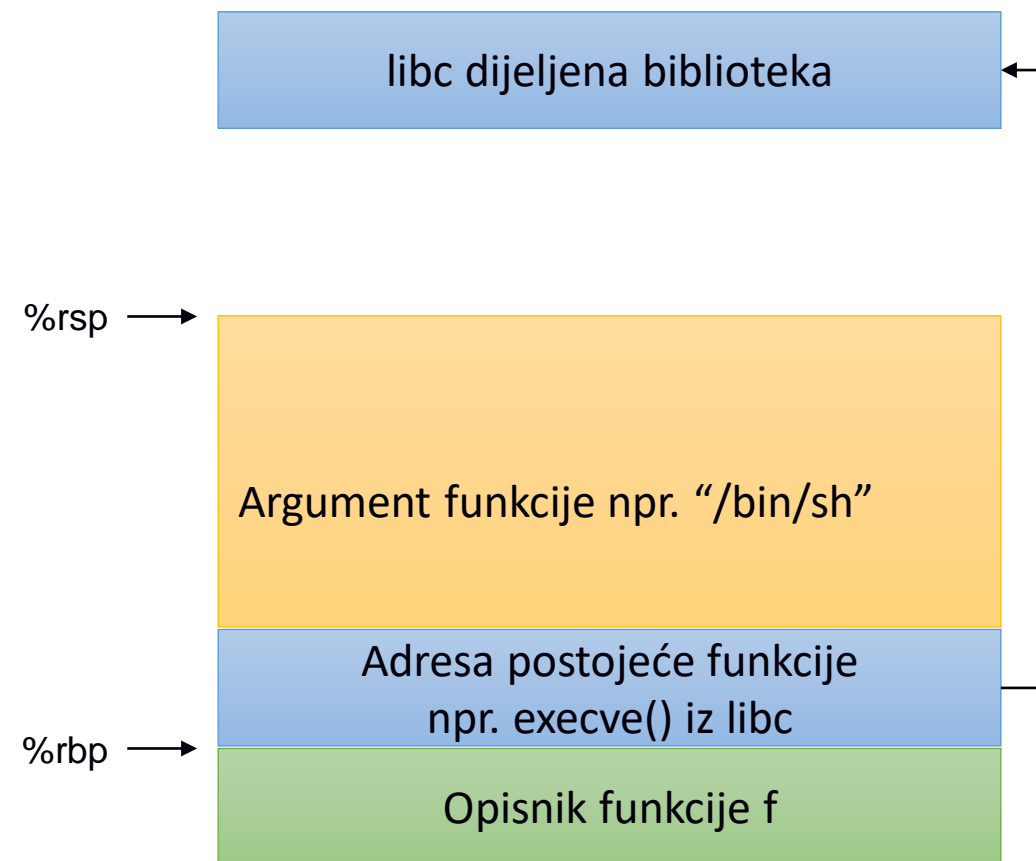 libc dijeljena biblioteka
%rsp
Argument funkcije npr. “/bin/sh”
Adresa postojeće funkcije
npr. execve() iz libc
%rbp
Opisnik funkcije f